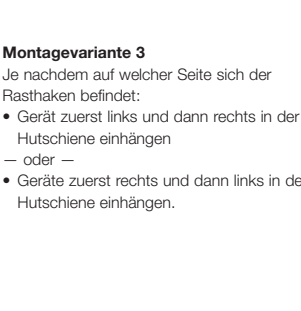 Montagevariante 3
Je nachdem auf welcher Seite sich der
Rasthaken befindet:
• Gerät zuerst links und dann rechts in der
Hutschiene einhängen
— oder —
• Geräte zuerst rechts und dann links in de
Hutschiene einhängen.